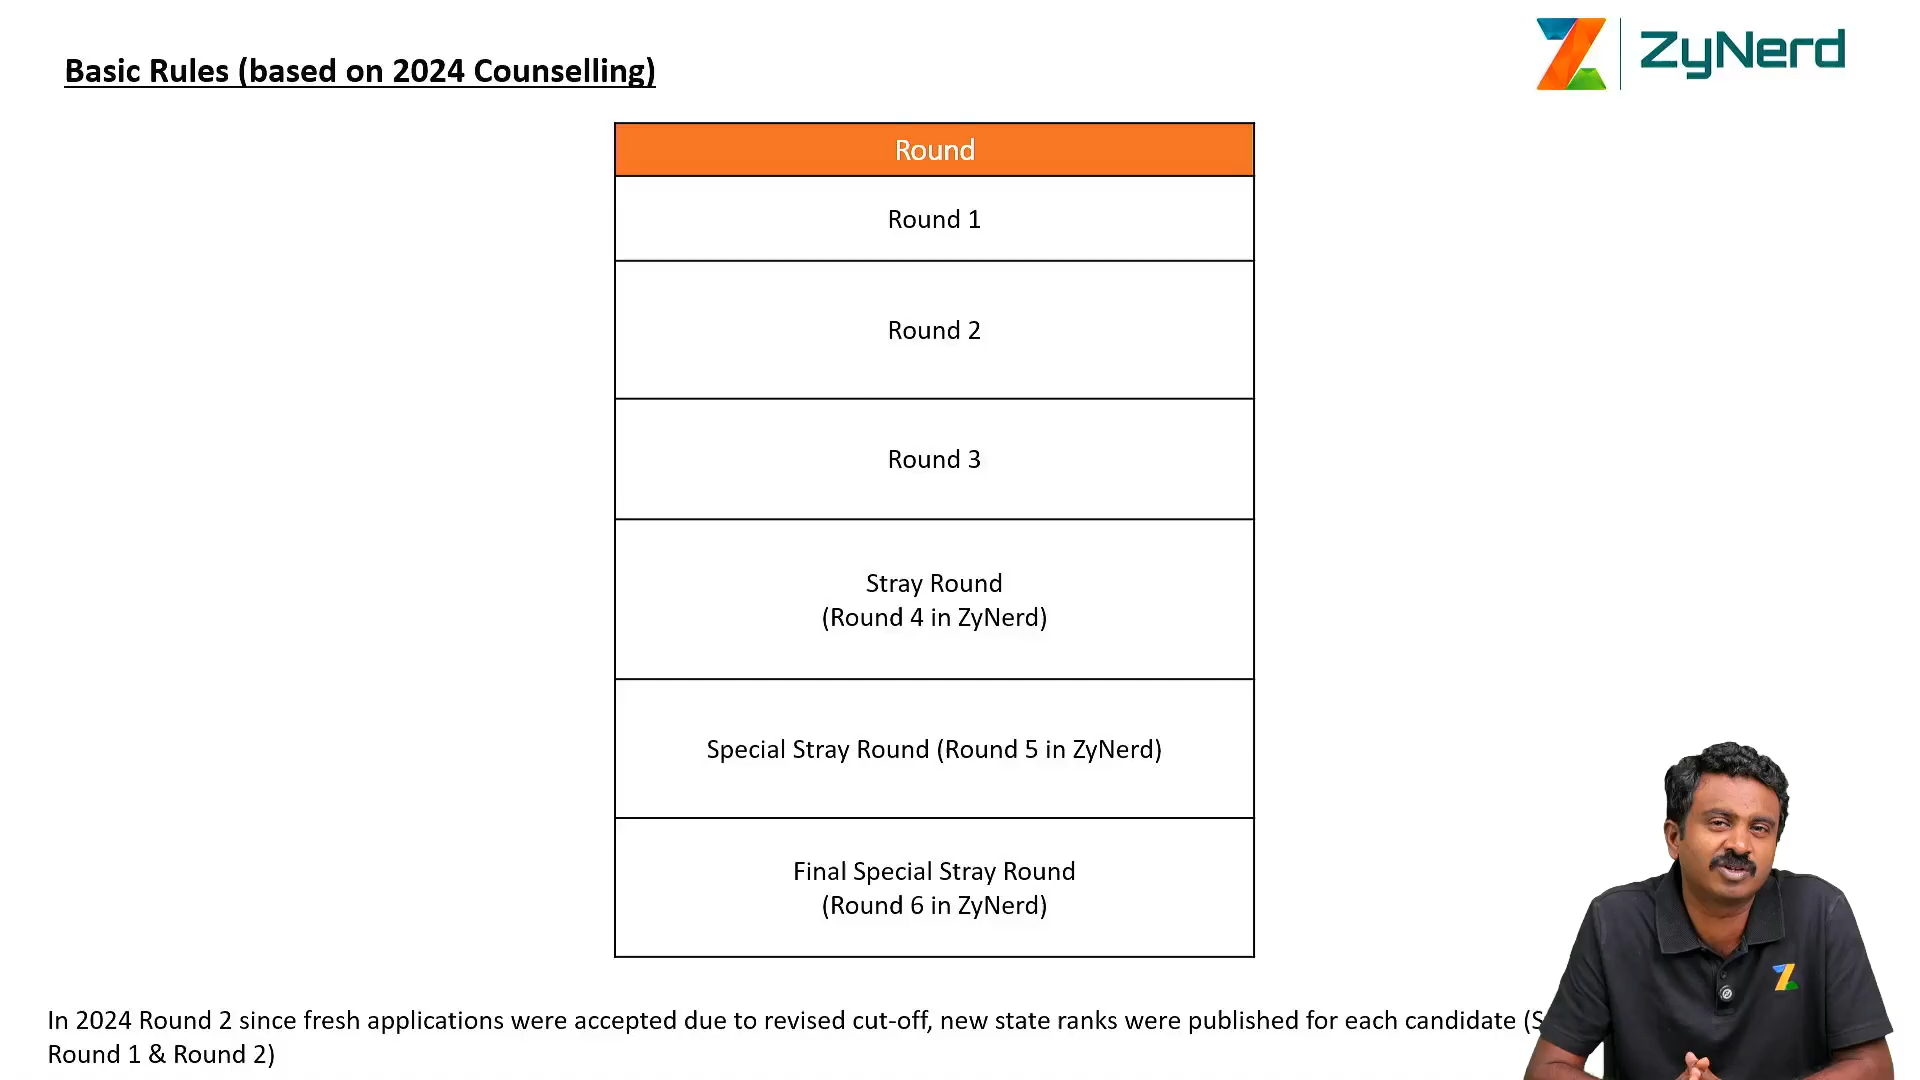 Basic Rules (based on 2024 Counselling)
ZyNerd
Round
Round 1
Round 2
Round 3
Stray Round
(Round 4 in ZyNerd)
Special Stray Round (Round 5 in ZyNerd)
Final Special Stray Round
(Round 6 in ZyNerd)
In 2024 Round 2 since fresh applications were accepted due to revised cut-off, new state ranks were published for each candidate
Round 1 & Round 2)